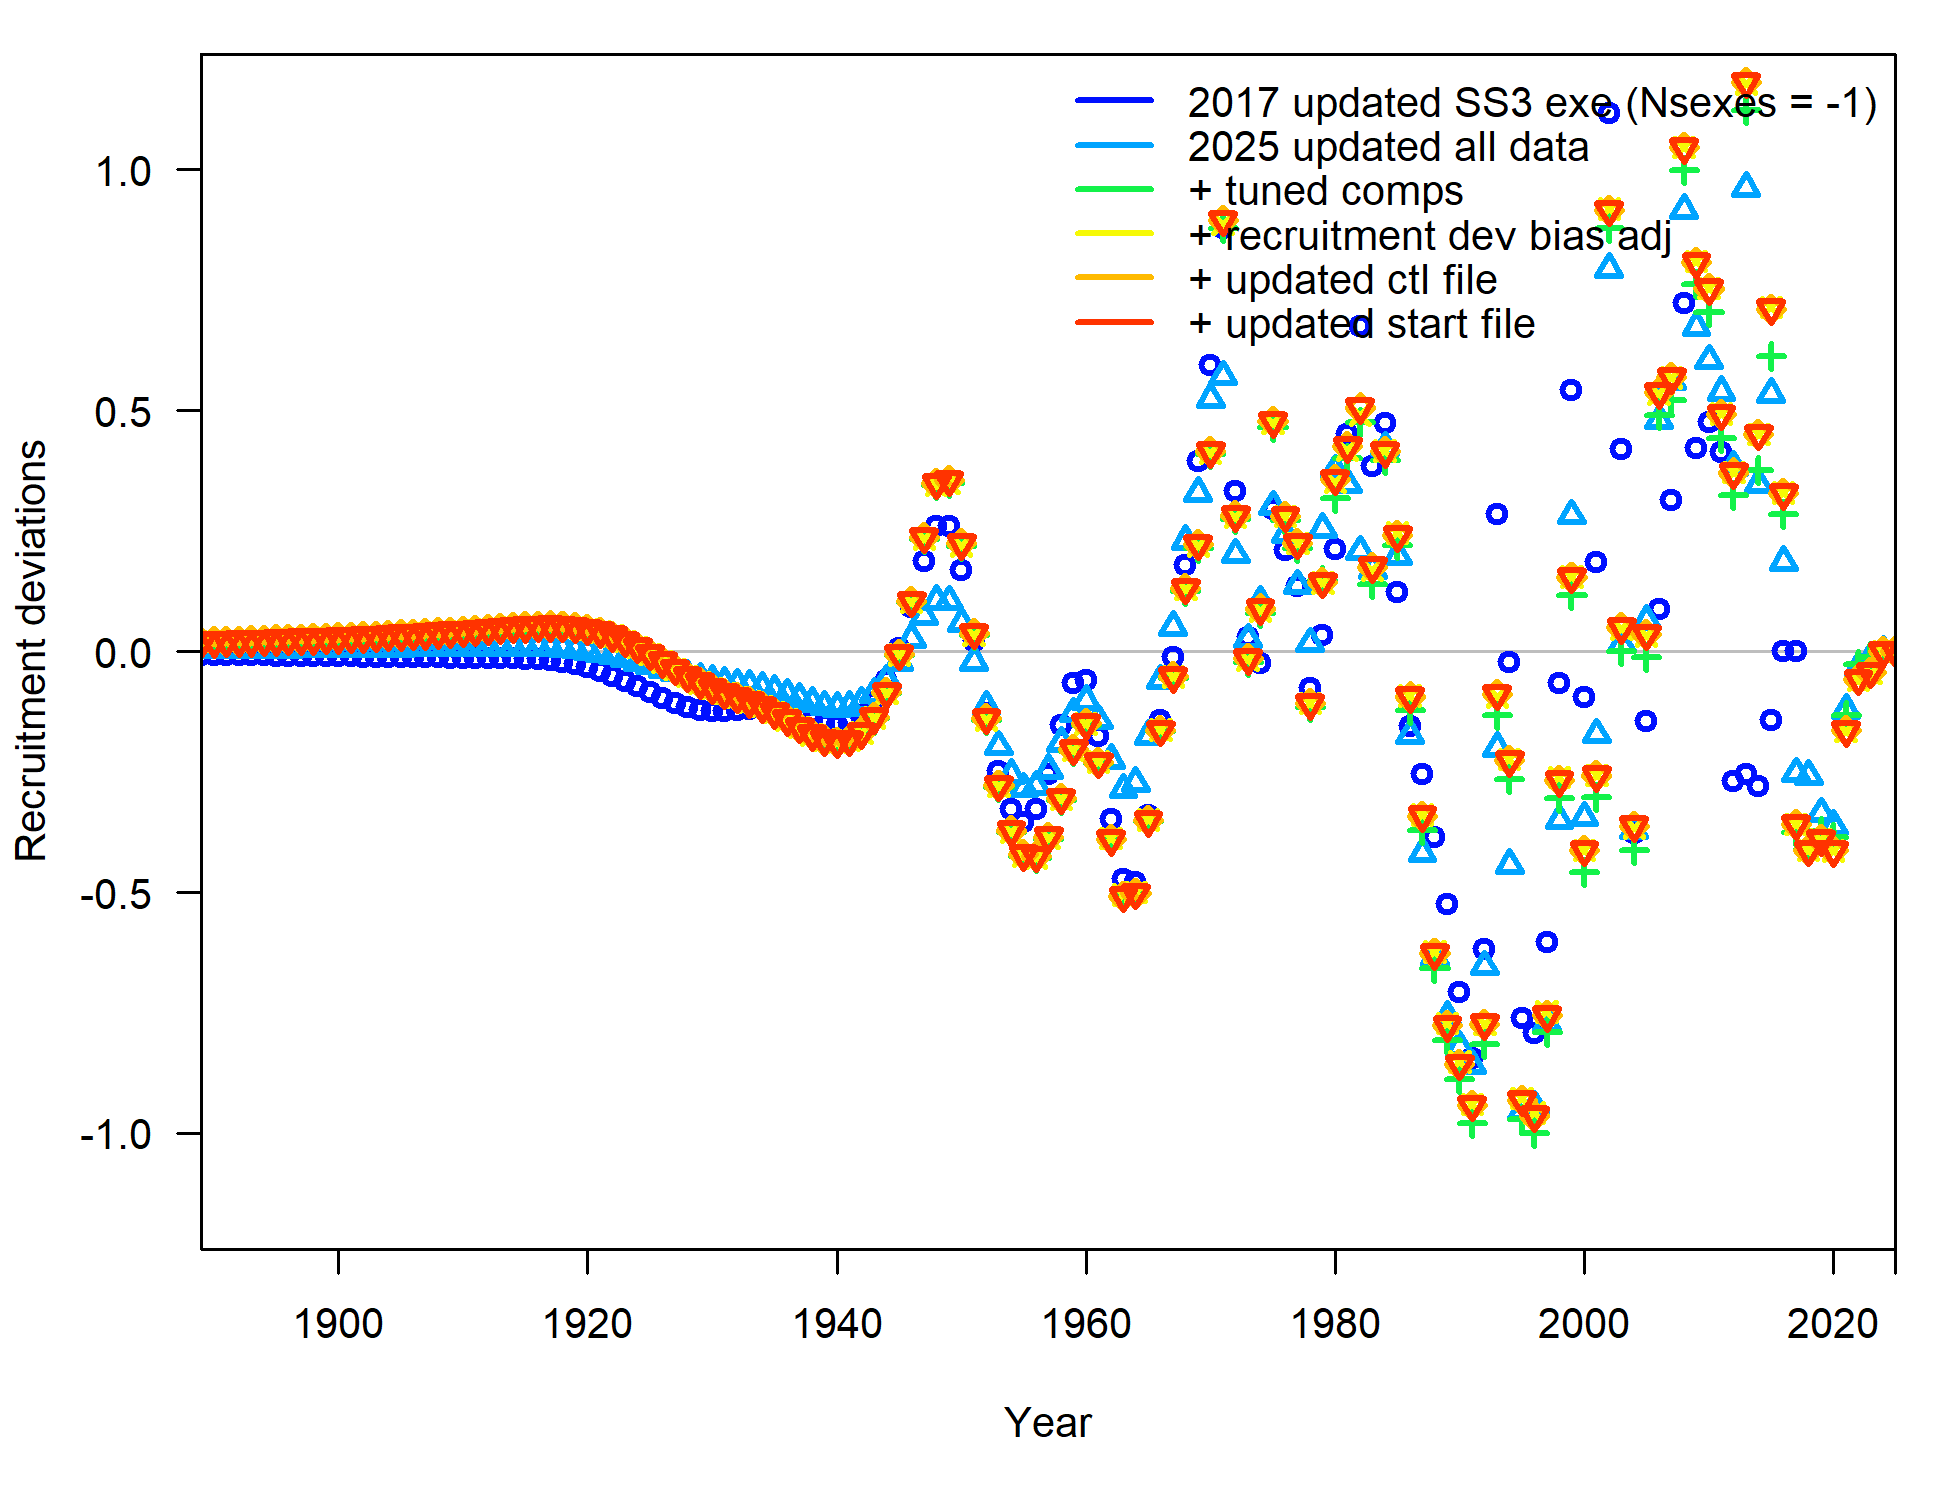 2017 updated SS3 exe (Nsexes = -1)
2025 updated all data
+ tuned comps
+ recruitment dev bias adj
+ updated ctl file
+ updated start file
Recruitment deviations
1.0
0.5
0.0
-0.5
-1.0
1900 1920 1940 1960 1980 2000 2020
Year